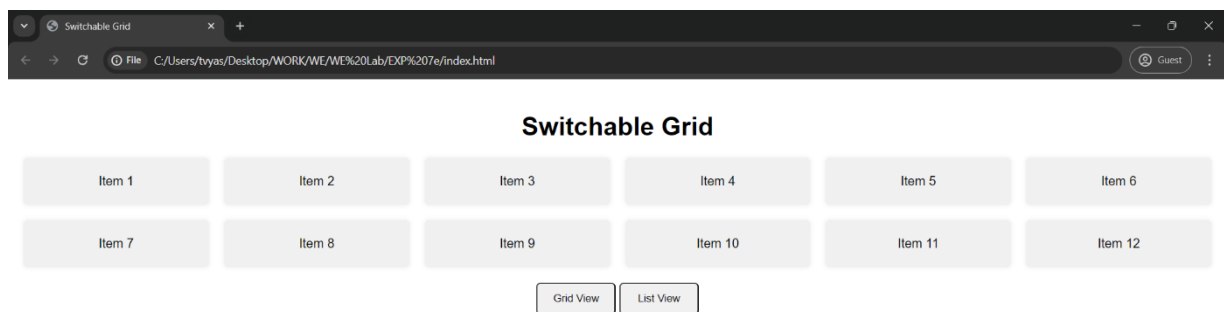 Switchable Grid
File C:/Users/tvyas/Desktop/WORK/WE/WE%20Lab/EXP%207e/index.html Guest
Switchable Grid
Item 1 Item 2 Item 3 Item 4 Item 5 Item 6
Item 7 Item 8 Item 9 Item 10 Item 11 Item 12
Grid View List View